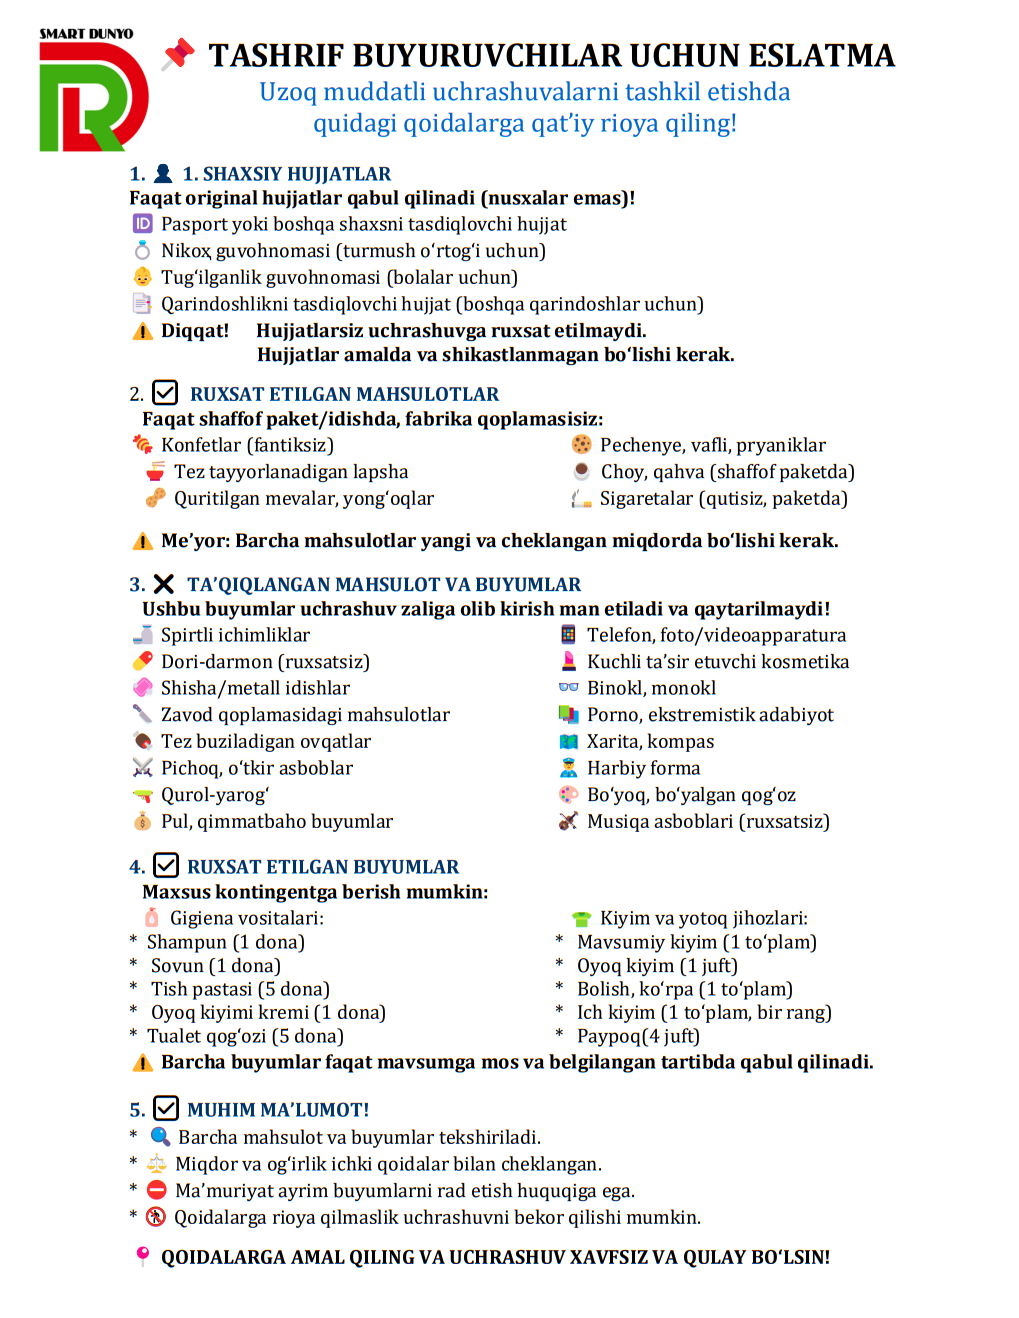 SMART DUNYO
TASHRIF BUYURUVCHILAR UCHUN ESLATMA
Uzoq muddatli uchrashuvalarni tashkil etishda
quidagi qoidalarga qat’iy rioya qiling!
1. 👤 1. SHAXSIY HUJJATLAR
Faqat original hujjatlar qabul qilinadi (nusxalar emas)!
🆔 Pasport yoki boshqa shaxsni tasdiqlovchi hujjat
Nikox guvohnomasi (turmush o‘rtog‘i uchun)
Tug‘ilganlik guvohnomasi (bolalar uchun)
Qarindoshlikni tasdiqlovchi hujjat (boshqa qarindoshlar uchun)
⚠️ Diqqat! Hujjatlarsiz uchrashuvga ruxsat etilmaydi.
Hujjatlar amalda va shikastlanmagan bo‘lishi kerak.
2. RUXSAT ETILGAN MAHSULOTLAR
Faqat shaffof paket/idishda, fabrika qoplamasisiz:
Konfetlar (fantiksiz)
Tez tayyorlanadigan lapsha
Quritilgan mevalar, yong‘oqlar
Pechenye, vafli, pryaniklar
Choy, qahva (shaffof paketda)
Sigaretalar (qutisiz, paketda)
⚠️ Me’yor: Barcha mahsulotlar yangi va cheklangan miqdorda bo‘lishi kerak.
3. TA’QIQLANGAN MAHSULOT VA BUYUMLAR
Ushbu buyumlar uchrashuv zaliga olib kirish man etiladi va qaytarilmaydi!
Spirtli ichimliklar
Dori-darmon (ruxsatsiz)
Shisha/metall idishlar
Zavod qoplamasidagi mahsulotlar
Tez buziladigan ovqatlar
Pichoq, o‘tkir asboblar
Qurol-yarog‘
Pul, qimmatbaho buyumlar
Telefon, foto/videoapparatura
Kuchli ta’sir etuvchi kosmetika
Binokl, monokl
Porno, ekstremistik adabiyot
Xarita, kompas
Harbiy forma
Bo‘yoq, bo‘yalgan qog‘oz
Musiqa asboblari (ruxsatsiz)
4. RUXSAT ETILGAN BUYUMLAR
Maxsus kontingentga berish mumkin:
Gigiena vositalari:
* Shampun (1 dona)
* Sovun (1 dona)
* Tish pastasi (5 dona)
* Oyoq kiyimi kremi (1 dona)
* Tualet qog‘ozi (5 dona)
Kiyim va yotoq jihozlari:
* Mavsumiy kiyim (1 to‘plam)
* Oyoq kiyim (1 juft)
* Bolish, ko‘rpa (1 to‘plam)
* Ich kiyim (1 to‘plam, bir rang)
* Paypoq(4 juft)
⚠️ Barcha buyumlar faqat mavsumga mos va belgilangan tartibda qabul qilinadi.
5. MUHIM MA’LUMOT!
* Barcha mahsulot va buyumlar tekshiriladi.
* Miqdor va og‘irlik ichki qoidalar bilan cheklangan.
* Ma’muriyat ayrim buyumlarni rad etish huquqiga ega.
* Qoidalarga rioya qilmaslik uchrashuvni bekor qilishi mumkin.
QOIDALARGA AMAL QILING VA UCHRASHUV XAVFSIZ VA QULAY BO‘LSIN!